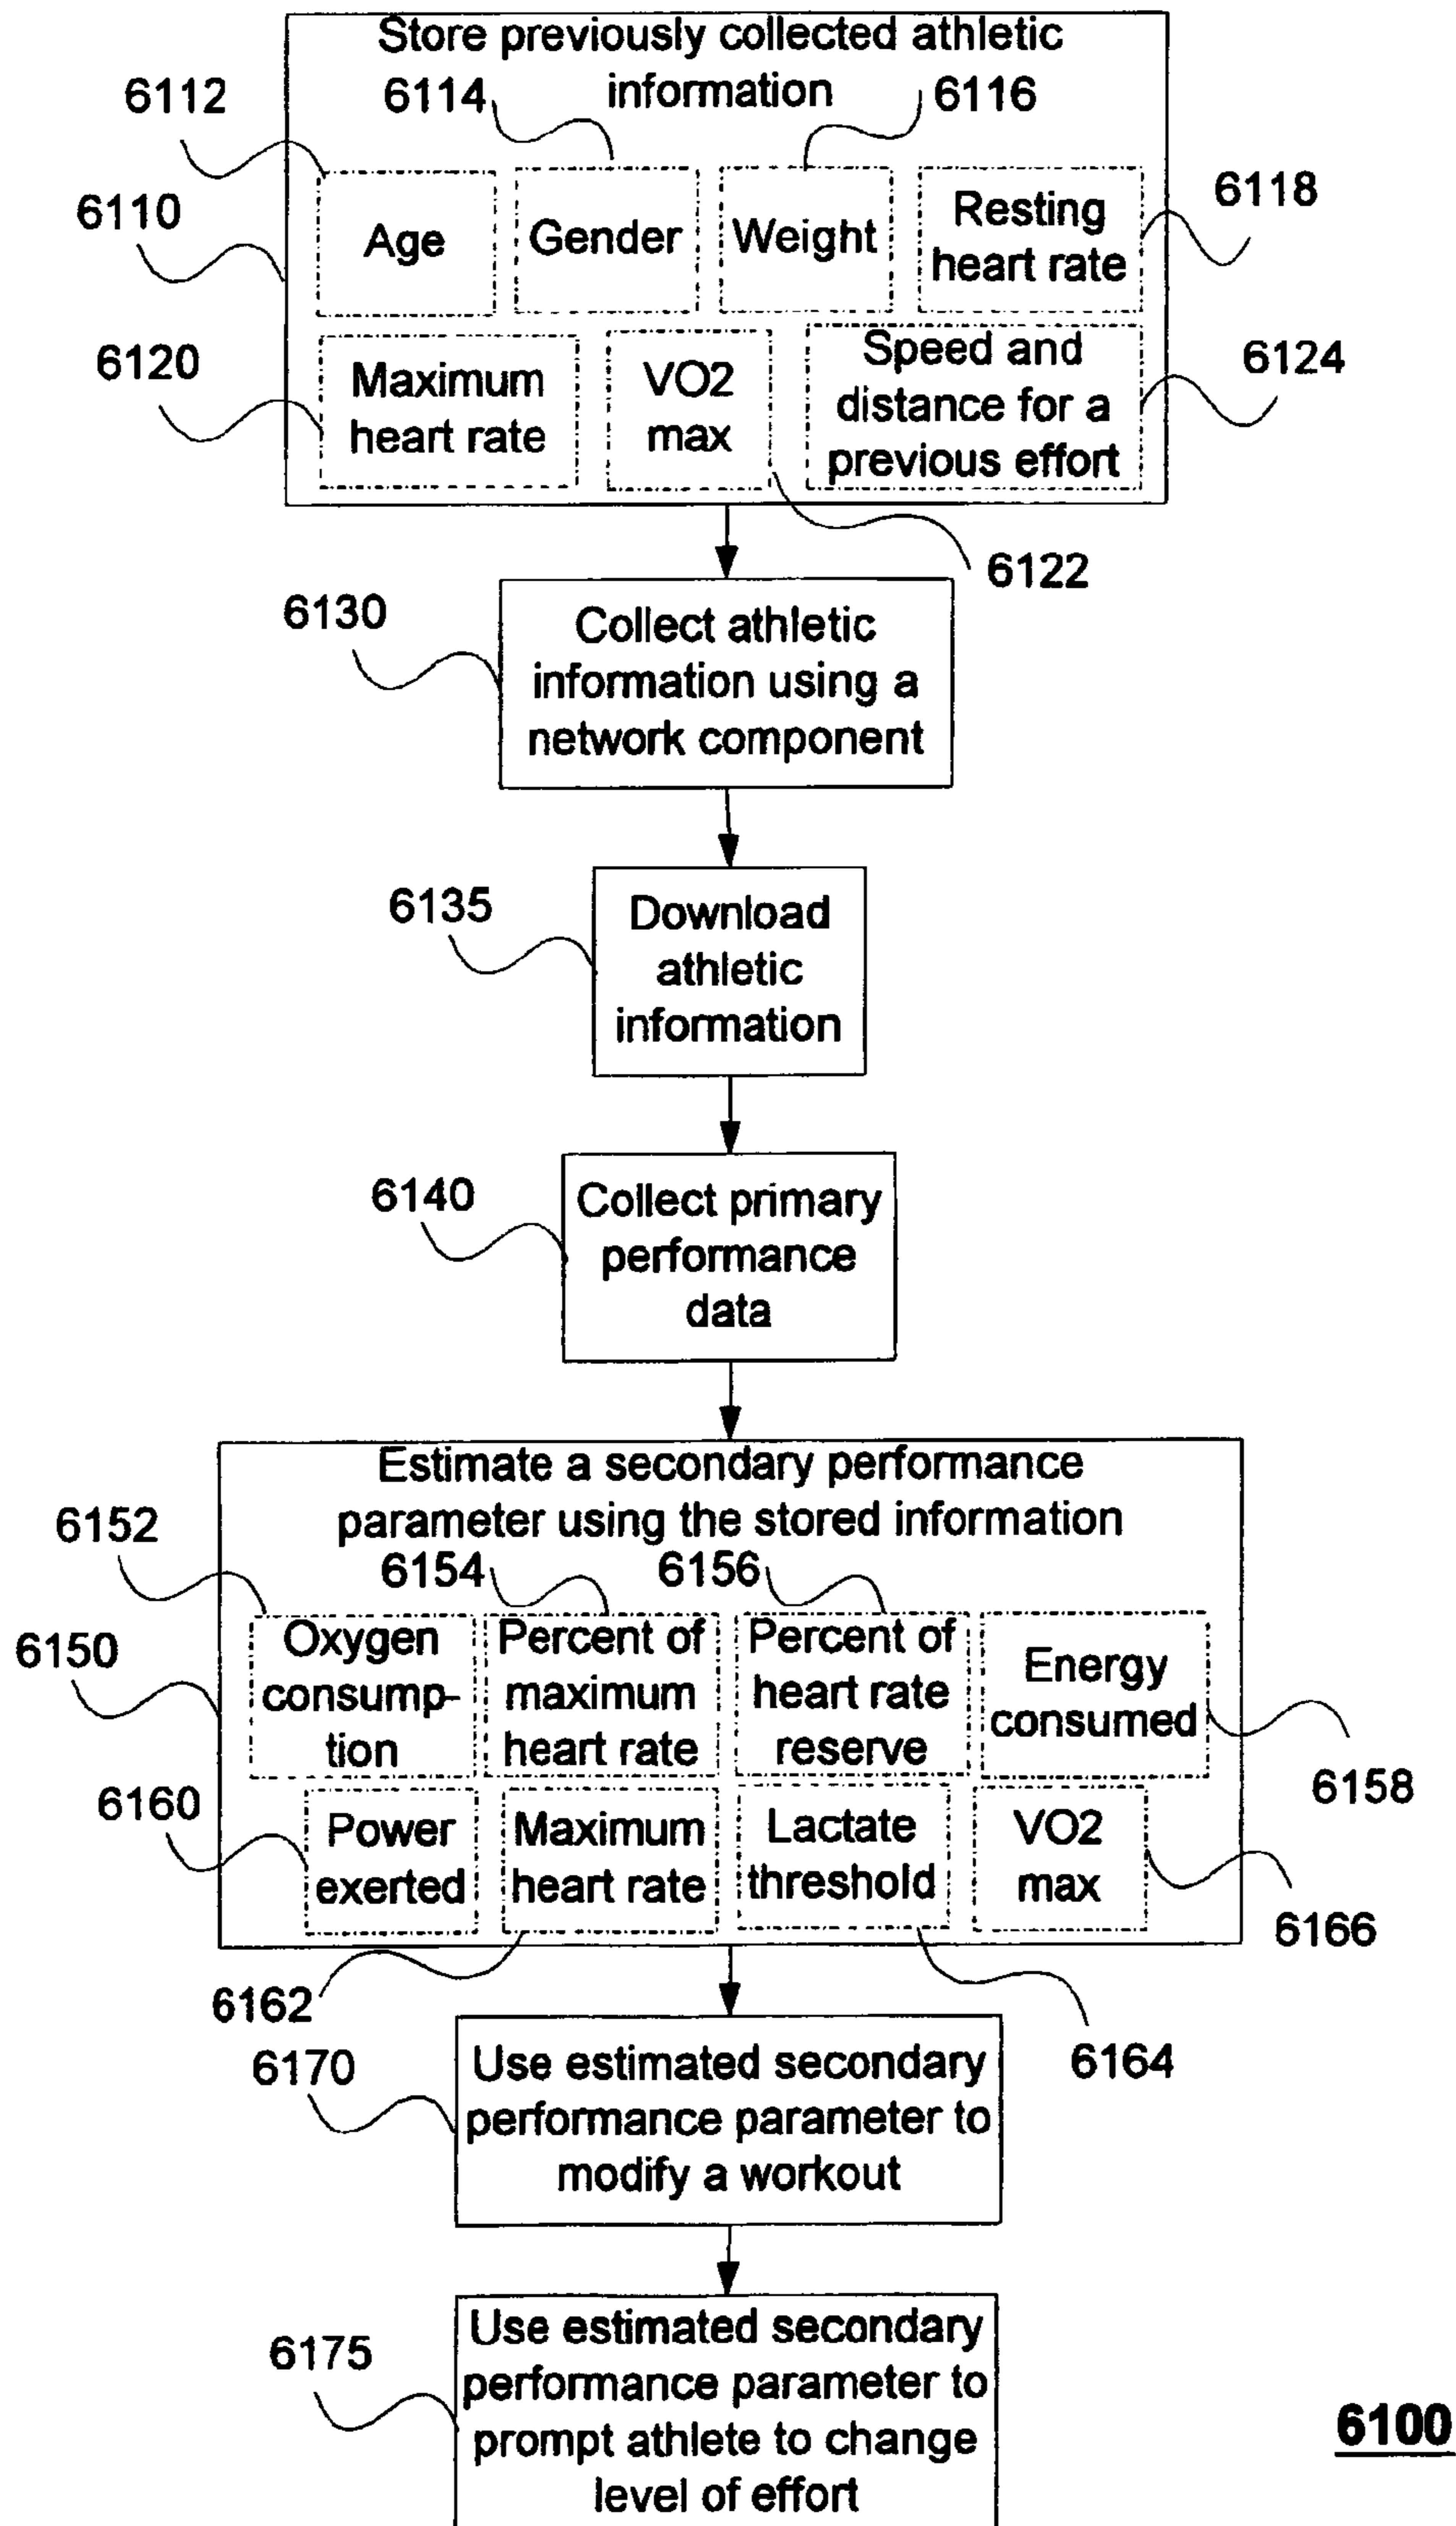 Store previously collected athletic
information
6112
6114
6116
6110
Age
Gender
Weight
Resting
heart rate
6118
6120
Maximum
heart rate
VO2
max
Speed and
distance for a
previous effort
6124
6122
6130
Collect athletic
information using a
network component
6135
Download
athletic
information
6140
Collect primary
performance
data
Estimate a secondary performance
parameter using the stored information
6152
6154
6156
6150
Oxygen
consump-
tion
Percent of
maximum
heart rate
Percent of
heart rate
reserve
Energy
consumed
6158
6160
Power
exerted
Maximum
heart rate
Lactate
threshold
VO2
max
6166
6162
6164
6170
Use estimated secondary
performance parameter to
modify a workout
6175
Use estimated secondary
performance parameter to
prompt athlete to change
level of effort
6100